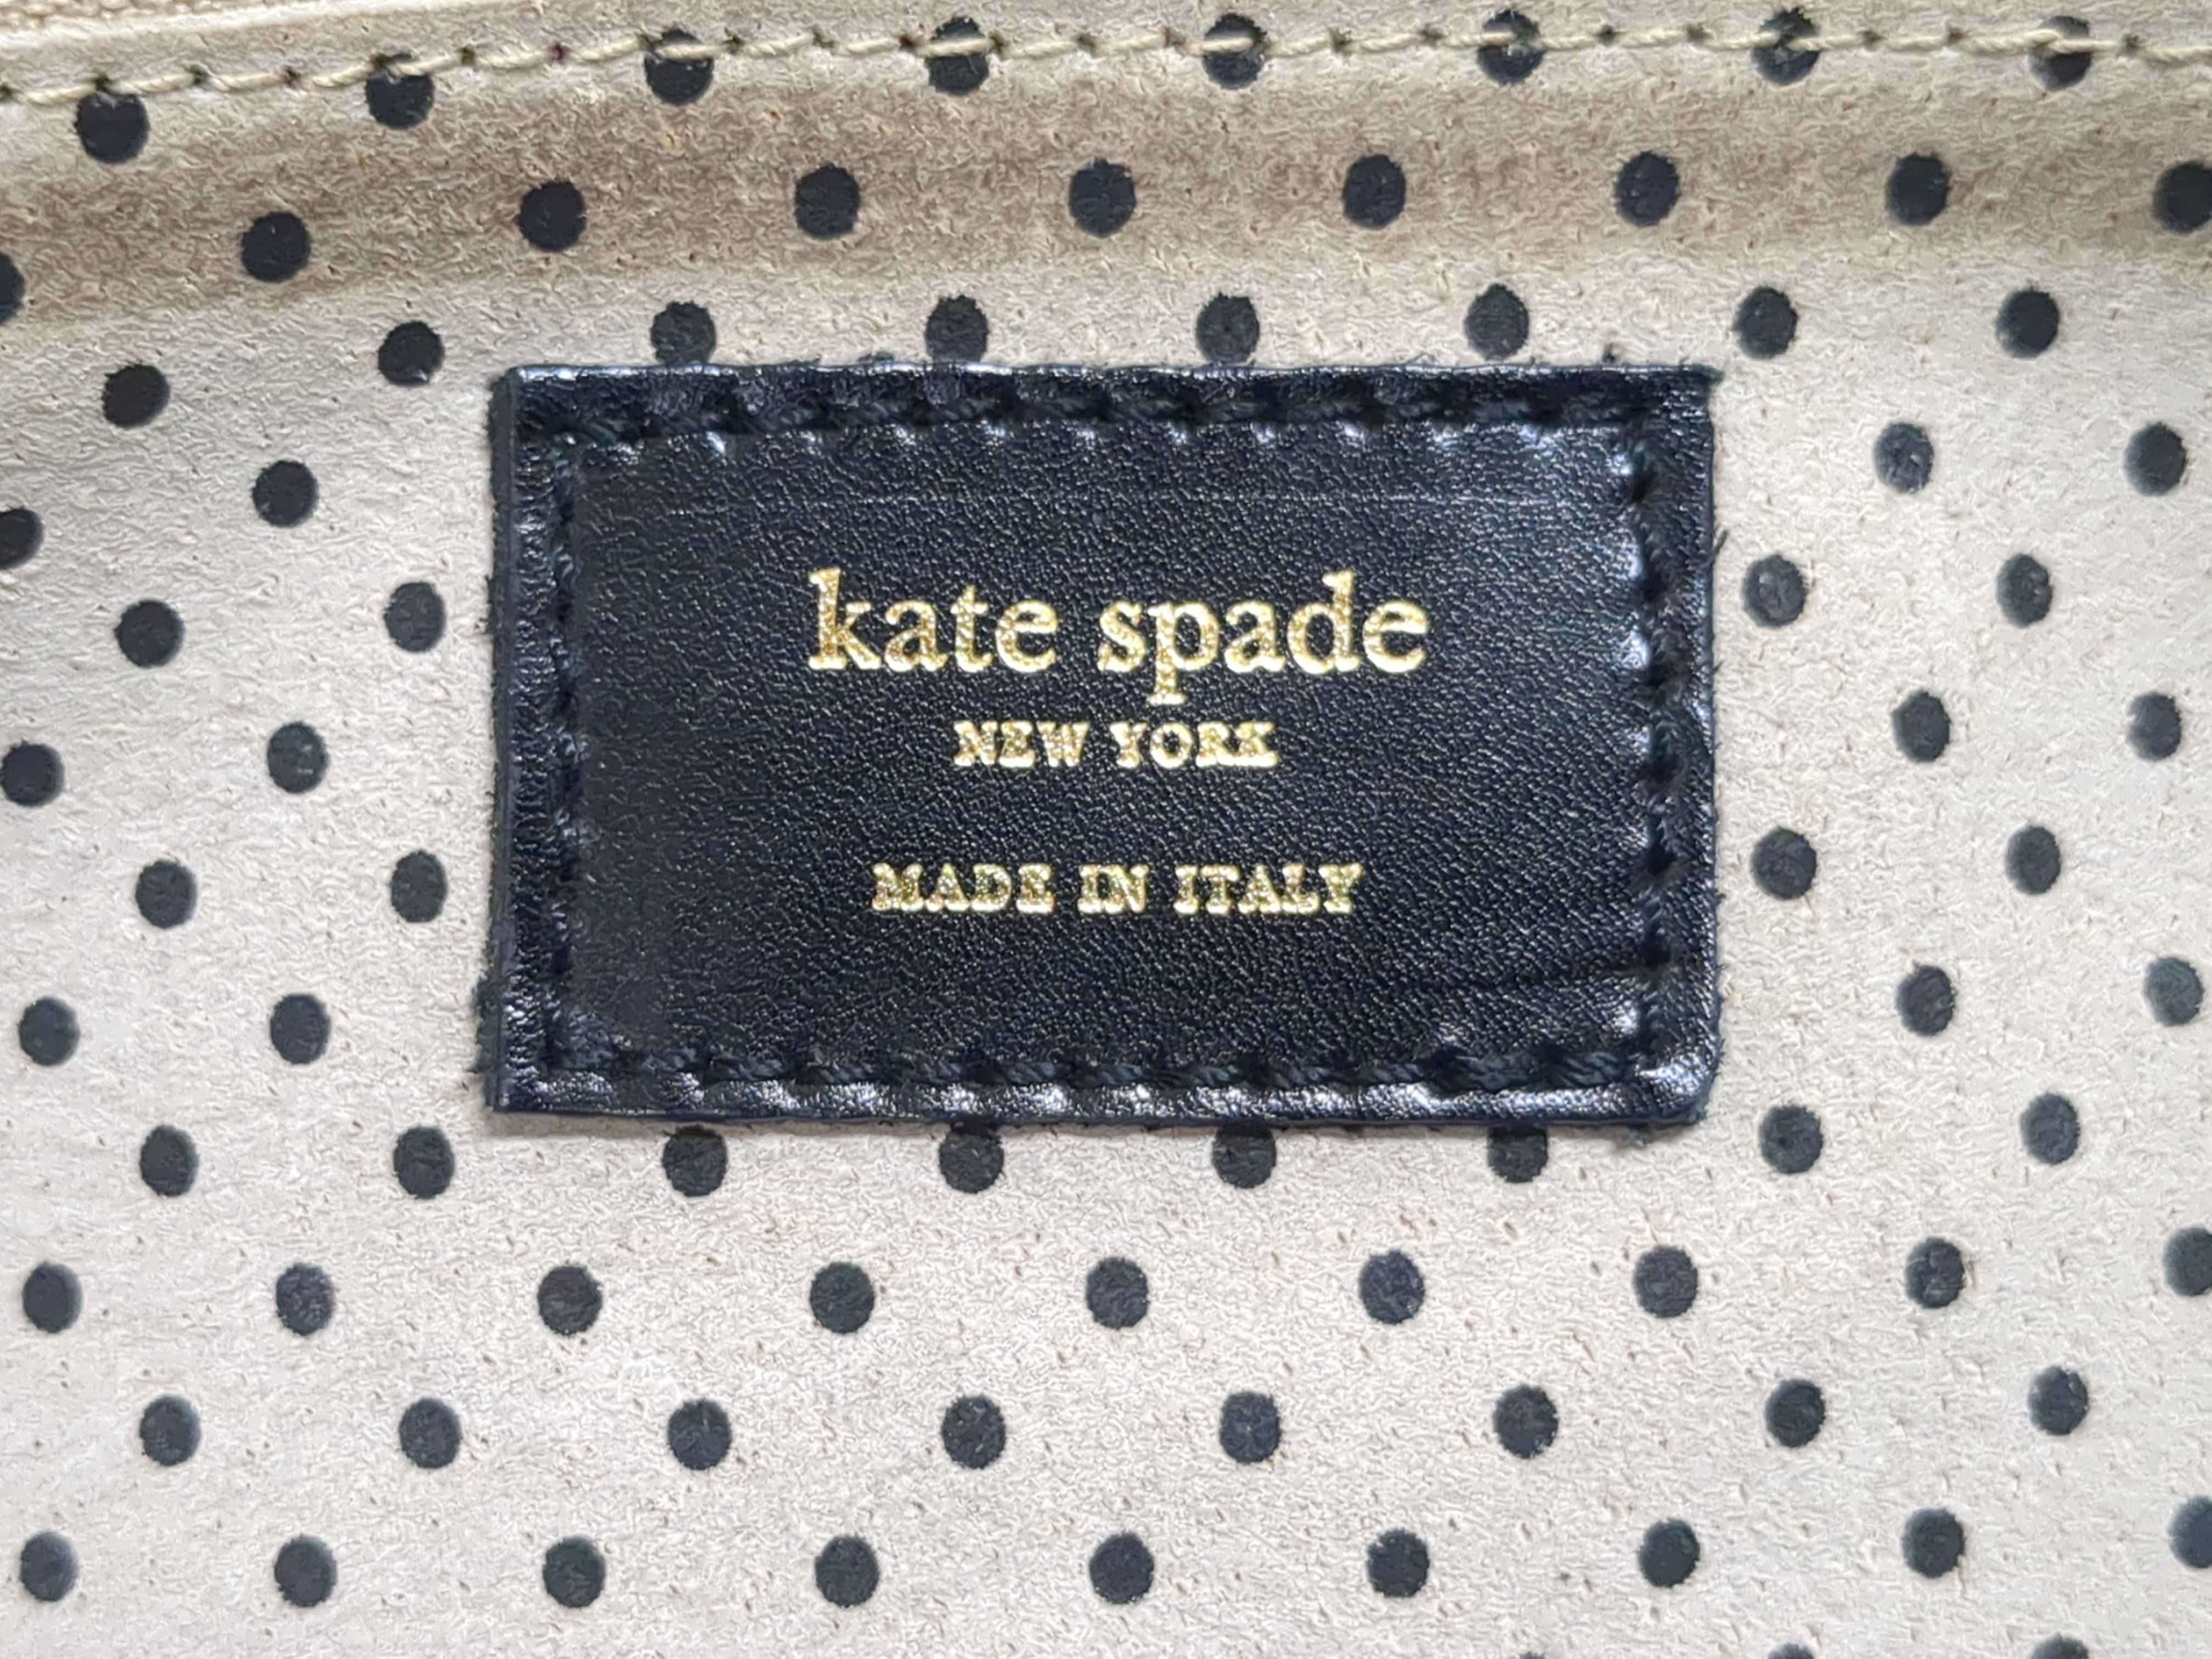 kate spade
NEW YORK
MADE IN ITALY